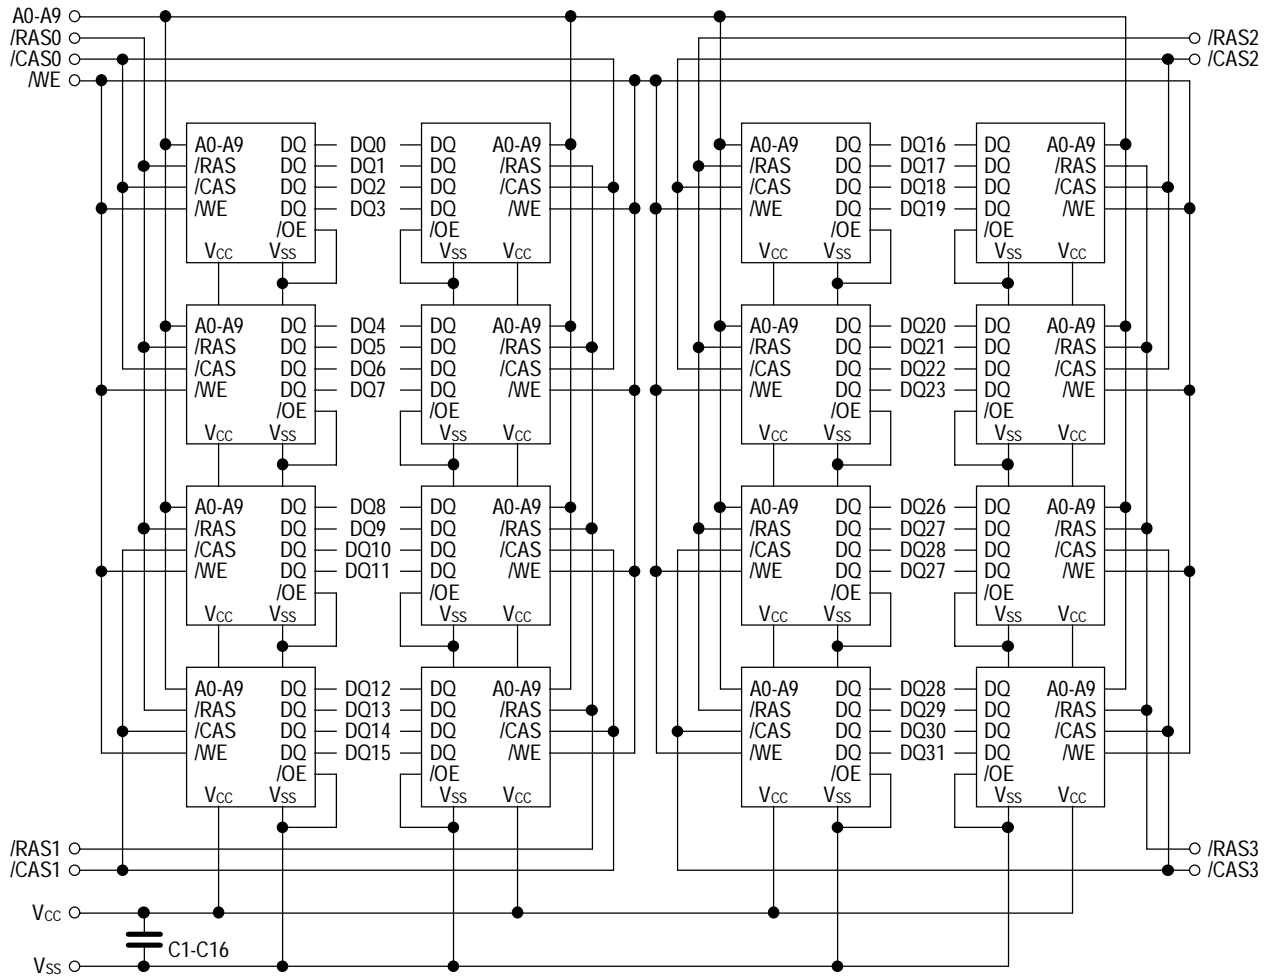 A0-A9
/RAS0 /RAS2
/CAS0 /CAS2
/WE
A0-A9 DQ DQ0 DQ A0-A9 A0-A9 DQ DQ16 DQ A0-A9
/RAS DQ DQ1 DQ /RAS /RAS DQ DQ17 DQ /RAS
/CAS DQ DQ2 DQ /CAS /CAS DQ DQ18 DQ /CAS
/WE DQ DQ3 DQ /WE /WE DQ DQ19 DQ /WE
/OE /OE /OE /OE
VCC VSS VSS VCC VCC VSS VSS VCC
A0-A9 DQ DQ4 DQ A0-A9 A0-A9 DQ DQ20 DQ A0-A9
/RAS DQ DQ5 DQ /RAS /RAS DQ DQ21 DQ /RAS
/CAS DQ DQ6 DQ /CAS /CAS DQ DQ22 DQ /CAS
/WE DQ DQ7 DQ /WE /WE DQ DQ23 DQ /WE
/OE /OE /OE /OE
VCC VSS VSS VCC VCC VSS VSS VCC
A0-A9 DQ DQ8 DQ A0-A9 A0-A9 DQ DQ26 DQ A0-A9
/RAS DQ DQ9 DQ /RAS /RAS DQ DQ27 DQ /RAS
/CAS DQ DQ10 DQ /CAS /CAS DQ DQ28 DQ /CAS
/WE DQ DQ11 DQ /WE /WE DQ DQ27 DQ /WE
/OE /OE /OE /OE
VCC VSS VSS VCC VCC VSS VSS VCC
A0-A9 DQ DQ12 DQ A0-A9 A0-A9 DQ DQ28 DQ A0-A9
/RAS DQ DQ13 DQ /RAS /RAS DQ DQ29 DQ /RAS
/CAS DQ DQ14 DQ /CAS /CAS DQ DQ30 DQ /CAS
/WE DQ DQ15 DQ /WE /WE DQ DQ31 DQ /WE
/OE /OE /OE /OE
VCC VSS VSS VCC VCC VSS VSS VCC
/RAS1 /RAS3
/CAS1 /CAS3
VCC
C1-C16
VSS